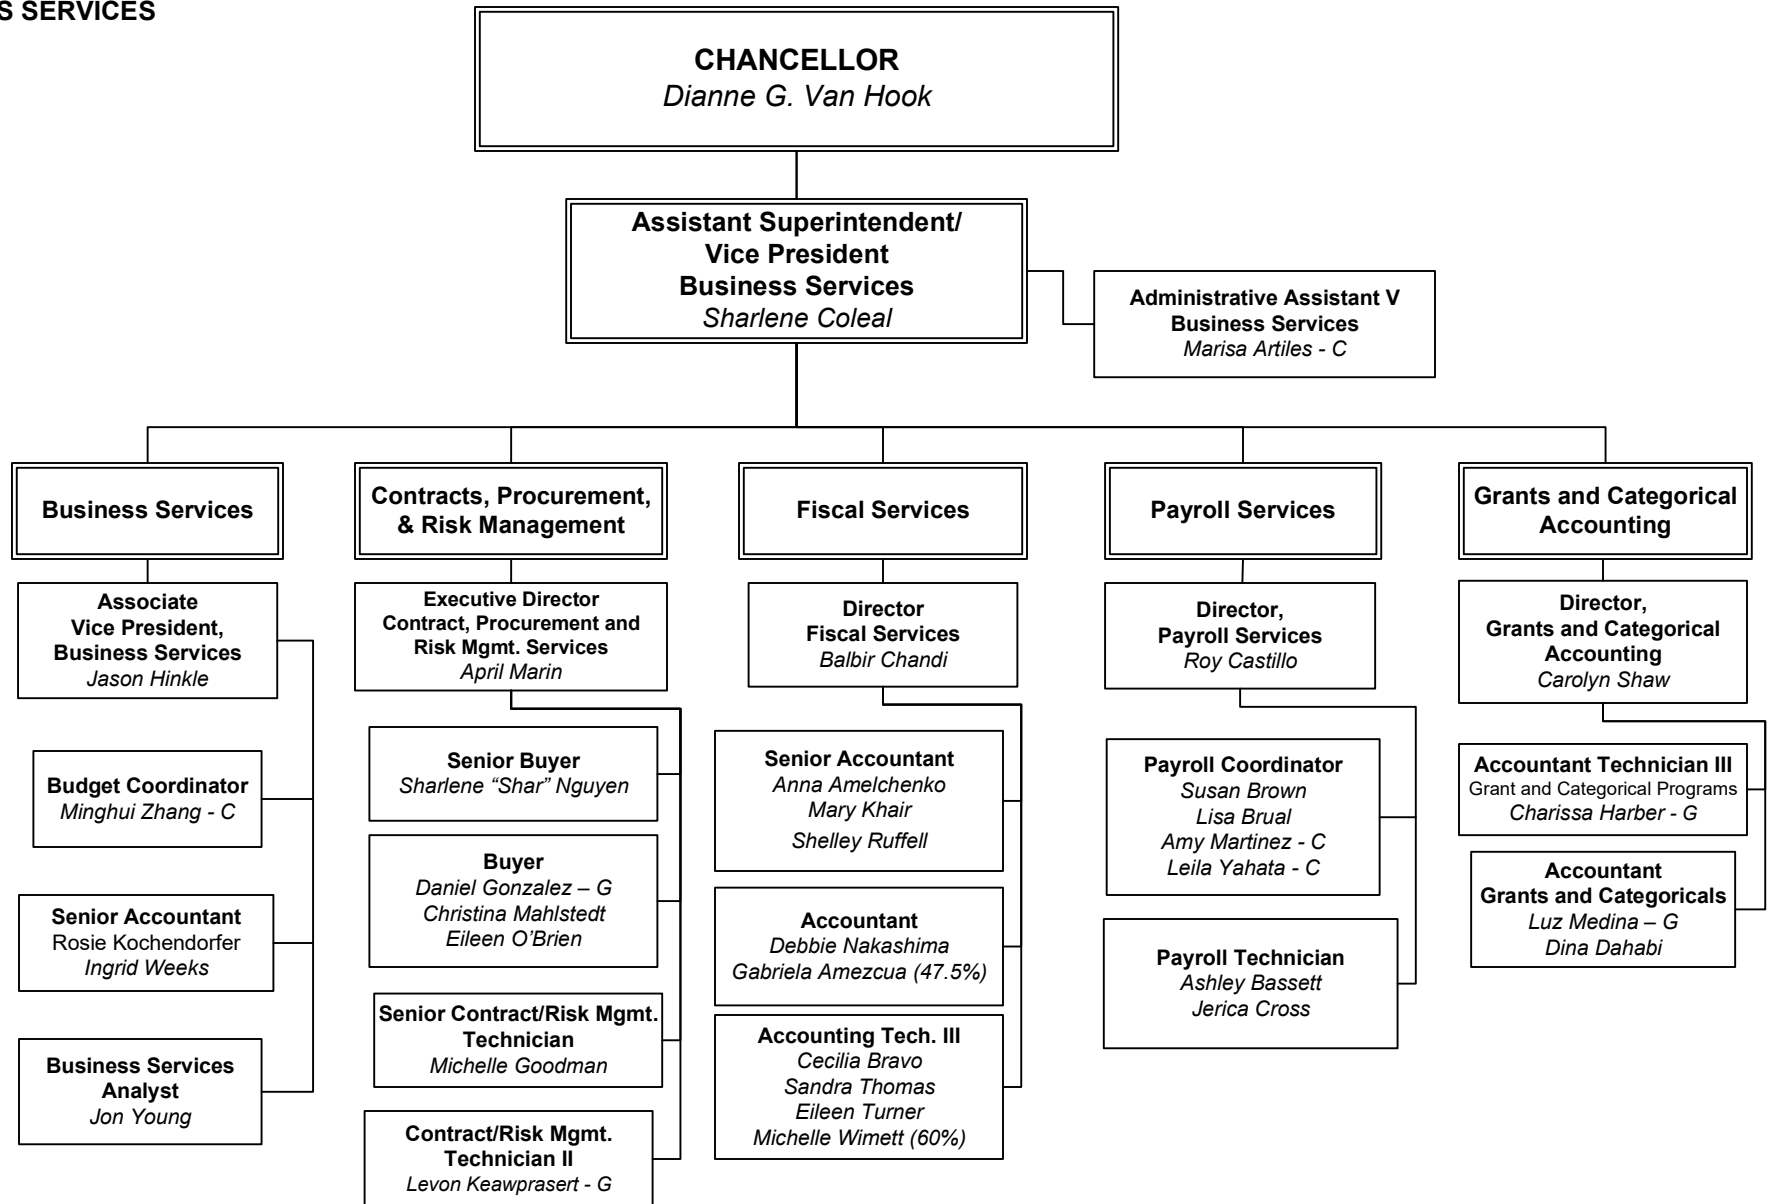 S SERVICES
CHANCELLOR
Dianne G. Van Hook
Assistant Superintendent/
Vice President
Business Services
Sharlene Coleal
Administrative Assistant V
Business Services
Marisa Artiles - C
Business Services
Associate
Vice President,
Business Services
Jason Hinkle
Budget Coordinator
Minghui Zhang - C
Senior Accountant
Rosie Kochendorfer
Ingrid Weeks
Business Services
Analyst
Jon Young
Contracts, Procurement,
& Risk Management
Executive Director
Contract, Procurement and
Risk Mgmt. Services
April Marin
Senior Buyer
Sharlene “Shar” Nguyen
Buyer
Daniel Gonzalez – G
Christina Mahlstedt
Eileen O’Brien
Senior Contract/Risk Mgmt.
Technician
Michelle Goodman
Contract/Risk Mgmt.
Technician II
Levon Keawprasert - G
Fiscal Services
Director
Fiscal Services
Balbir Chandi
Senior Accountant
Anna Amelchenko
Mary Khair
Shelley Ruffell
Accountant
Debbie Nakashima
Gabriela Amezcua (47.5%)
Accounting Tech. III
Cecilia Bravo
Sandra Thomas
Eileen Turner
Michelle Wimett (60%)
Payroll Services
Director,
Payroll Services
Roy Castillo
Payroll Coordinator
Susan Brown
Lisa Brual
Amy Martinez - C
Leila Yahata - C
Payroll Technician
Ashley Bassett
Jerica Cross
Grants and Categorical
Accounting
Director,
Grants and Categorical
Accounting
Carolyn Shaw
Accountant Technician III
Grant and Categorical Programs
Charissa Harber - G
Accountant
Grants and Categoricals
Luz Medina – G
Dina Dahabi